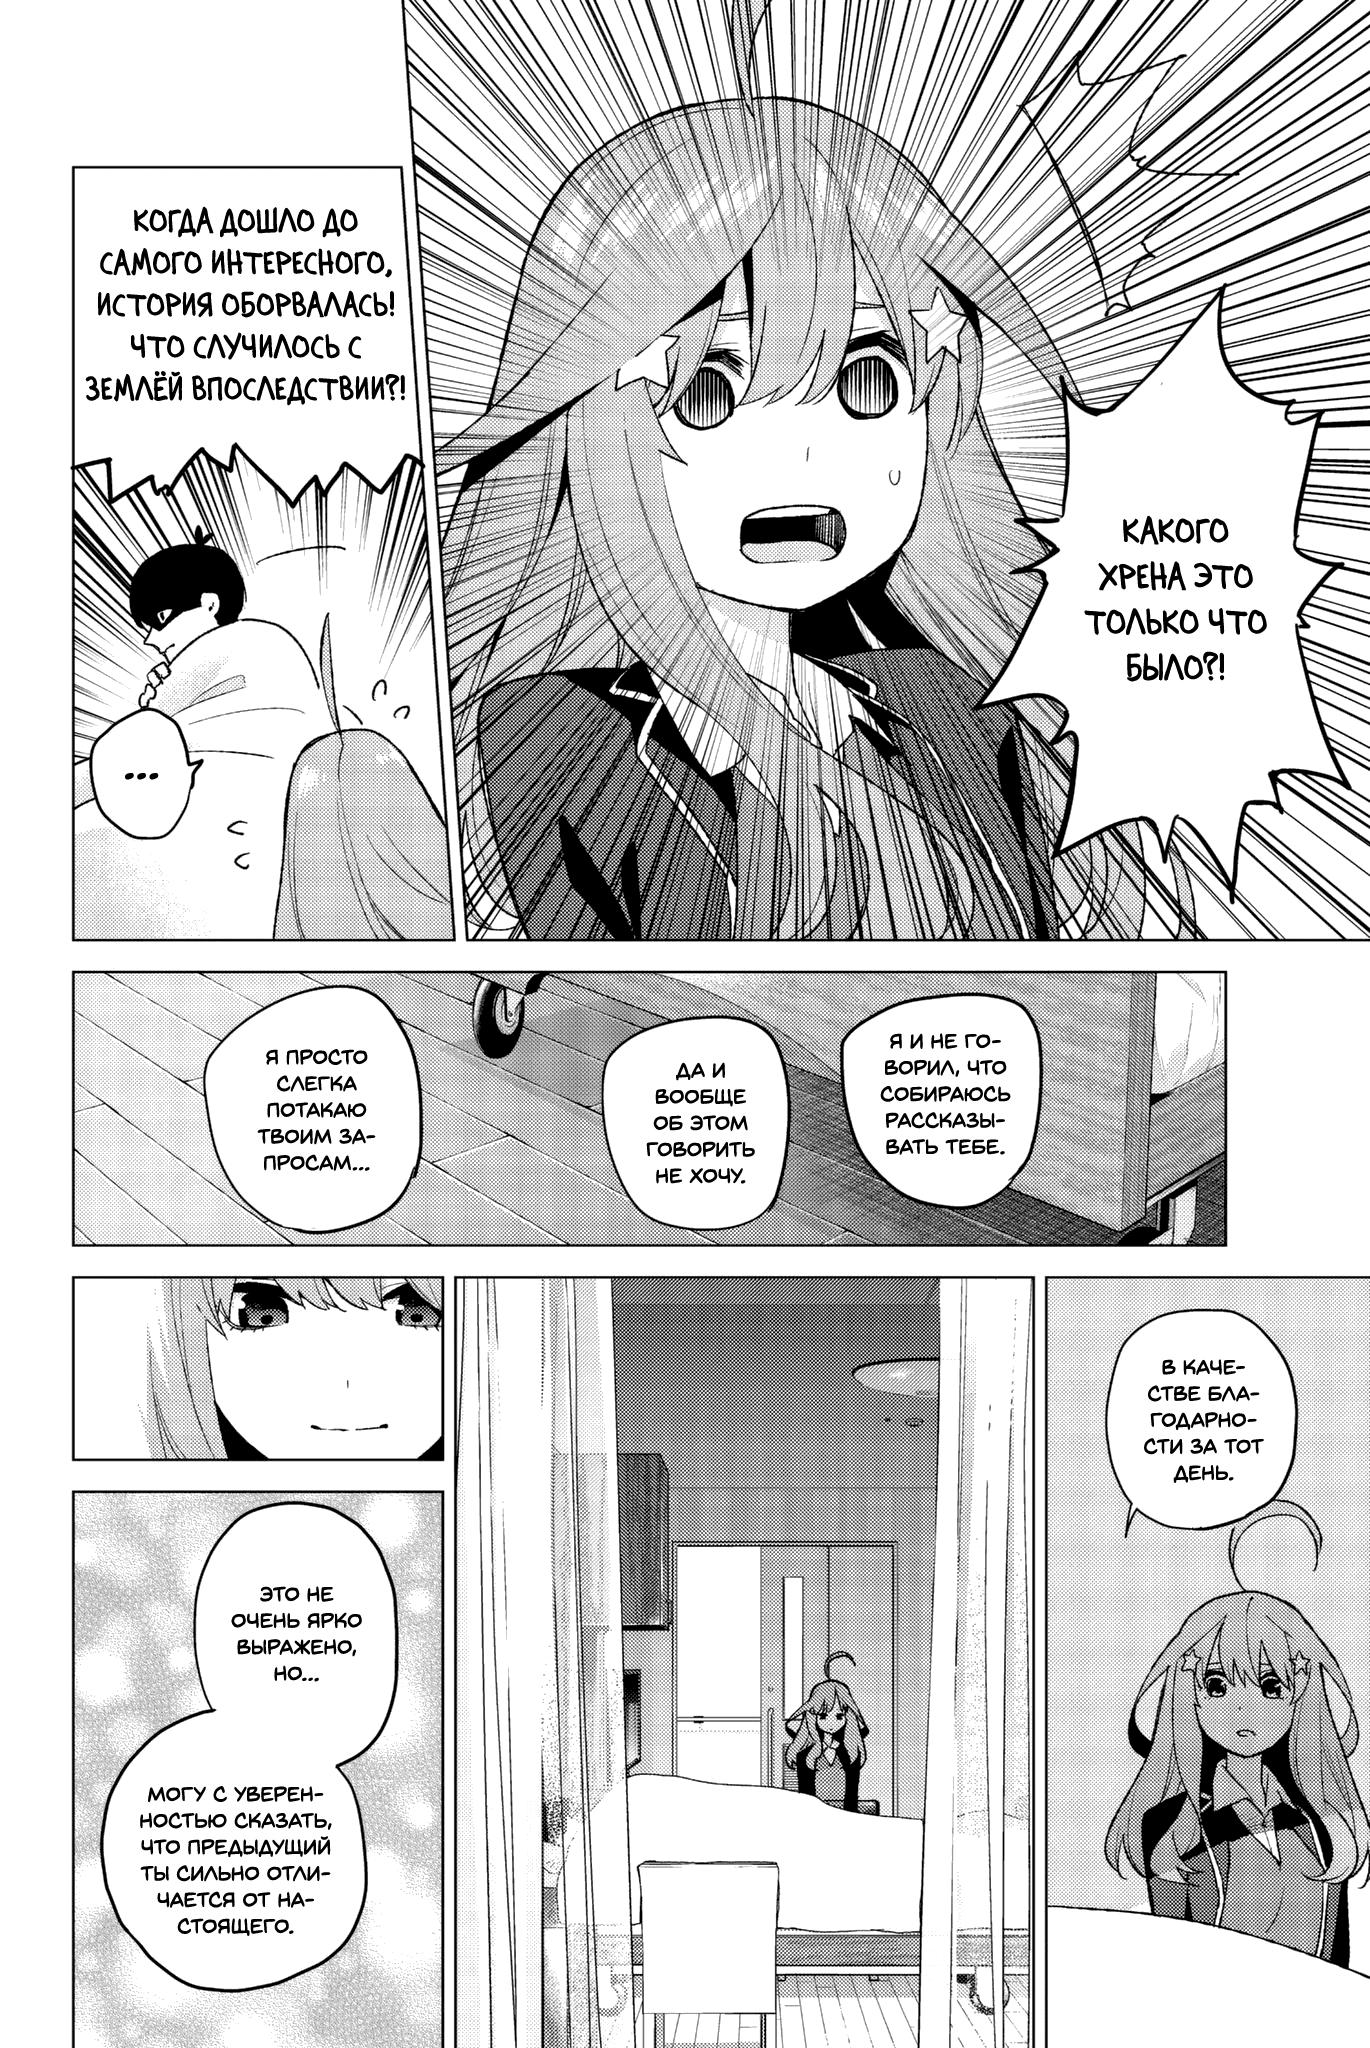 КАКОГО
ХРЕНА ЭТО
ТОЛЬКО ЧТО
БЫЛО?!
КОГДА ДОШЛО ДО
САМОГО ИНТЕРЕСНОГО,
ИСТОРИЯ ОБОРВАЛАСЬ!
ЧТО СЛУЧИЛОСЬ С
ЗЕМЛЁЙ ВПОСЛЕДСТВИИ?!
...
Я И НЕ ГО-
ВОРИЛ, ЧТО
СОБИРАЮСЬ
РАССКАЗЫ-
ВАТЬ ТЕБЕ.
ДА И
ВООБЩЕ
ОБ ЭТОМ
ГОВОРИТЬ
НЕ ХОЧУ.
Я ПРОСТО
СЛЕГКА
ПОТАКАЮ
ТВОИМ ЗА-
ПРОСАМ...
В КАЧЕ-
СТВЕ БЛА-
ГОДАРНО-
СТИ ЗА ТОТ
ДЕНЬ.
ЭТО НЕ
ОЧЕНЬ ЯРКО
ВЫРАЖЕНО,
НО...
МОГУ С УВЕРЕН-
НОСТЬЮ СКАЗАТЬ,
ЧТО ПРЕДЫДУЩИЙ
ТЫ СИЛЬНО ОТЛИ-
ЧАЕТСЯ ОТ НА-
СТОЯЩЕГО.